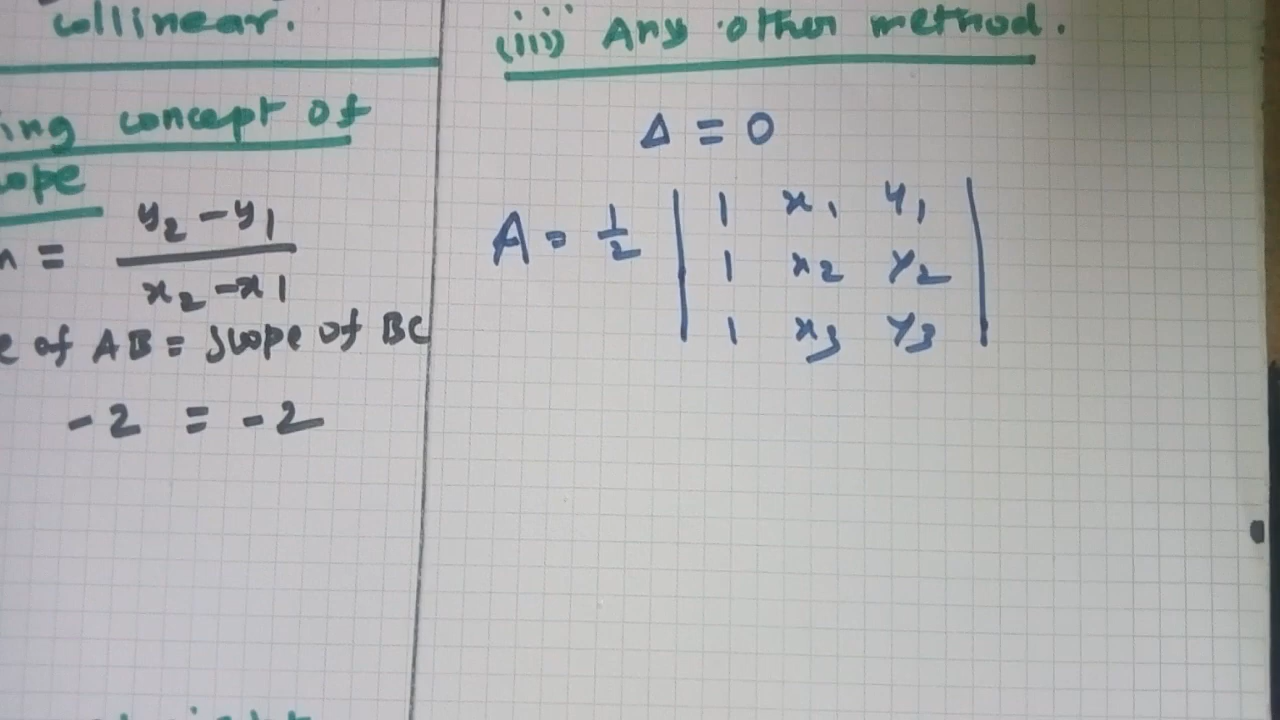 collinear.
ing concept of
ope
m = y₂ - y₁ / x₂ - x₁
e of AB = slope of BC
-2 = -2
(iii) Any other method.
Δ = 0
A = 1/2 | 1 x₁ y₁ |
| 1 x₂ y₂ |
| 1 x₃ y₃ |